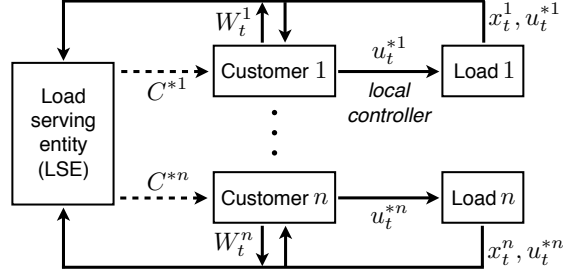 W_t^1
x_t^1, u_t^{*1}
Load serving entity (LSE)
C^{*1}
Customer 1
u_t^{*1}
local controller
Load 1
C^{*n}
Customer n
u_t^{*n}
Load n
W_t^n
x_t^n, u_t^{*n}